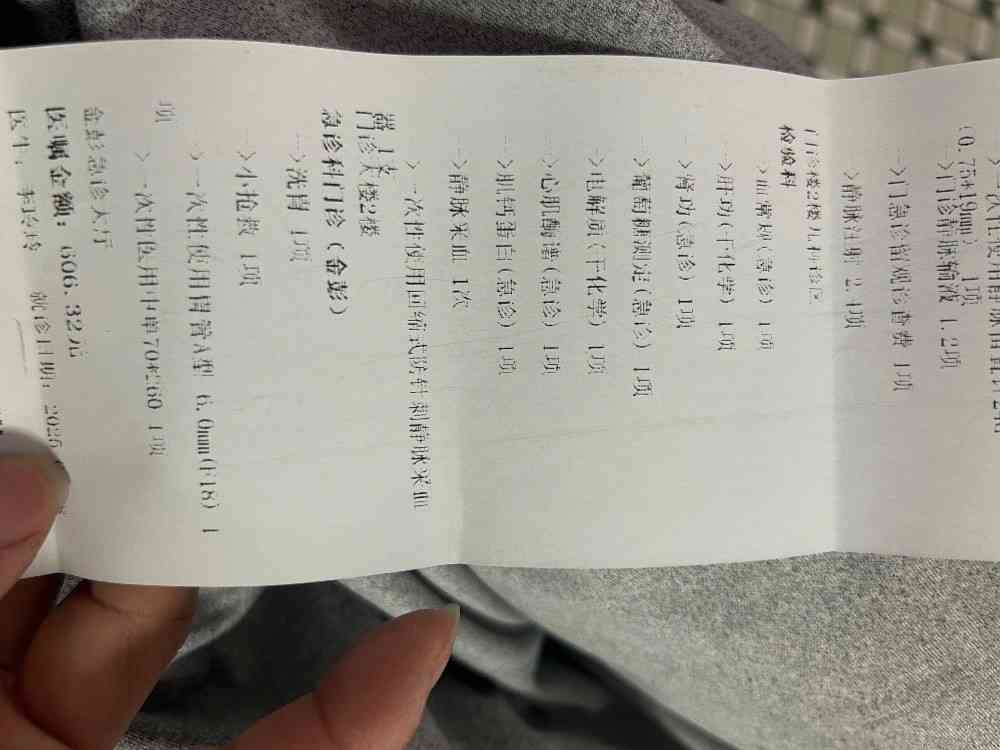 (0.75*19mm) 1项
->门诊静脉输液 1.2项
->门急诊留观诊查费 1项
->静脉注射 2.4项
门诊楼2楼儿科诊区
检验科
->血常规(急诊) 1项
->肝功(干化学) 1项
->肾功(急诊) 1项
->葡萄糖测定(急诊) 1项
->电解质(干化学) 1项
->心肌酶谱(急诊) 1项
->肌钙蛋白(急诊) 1项
->静脉采血 1次
->一次性使用回缩式防针刺静脉采血
门诊大楼2楼
急诊科门诊(金彭)
->洗胃 1项
->小抢救 1项
->一次性使用胃管A型 6.0mm(F18) 1
项
->一次性医用中单70*160 1项
金彭急诊大厅
医嘱金额: 606.32元
医生: 就诊日期: 2026